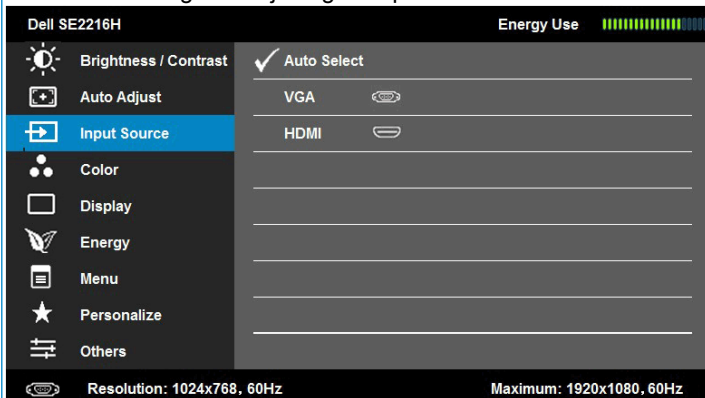 Dell SE2216H Energy Use
Brightness / Contrast Auto Select
Auto Adjust VGA
Input Source HDMI
Color
Display
Energy
Menu
Personalize
Others
Resolution: 1024x768, 60Hz Maximum: 1920x1080, 60Hz